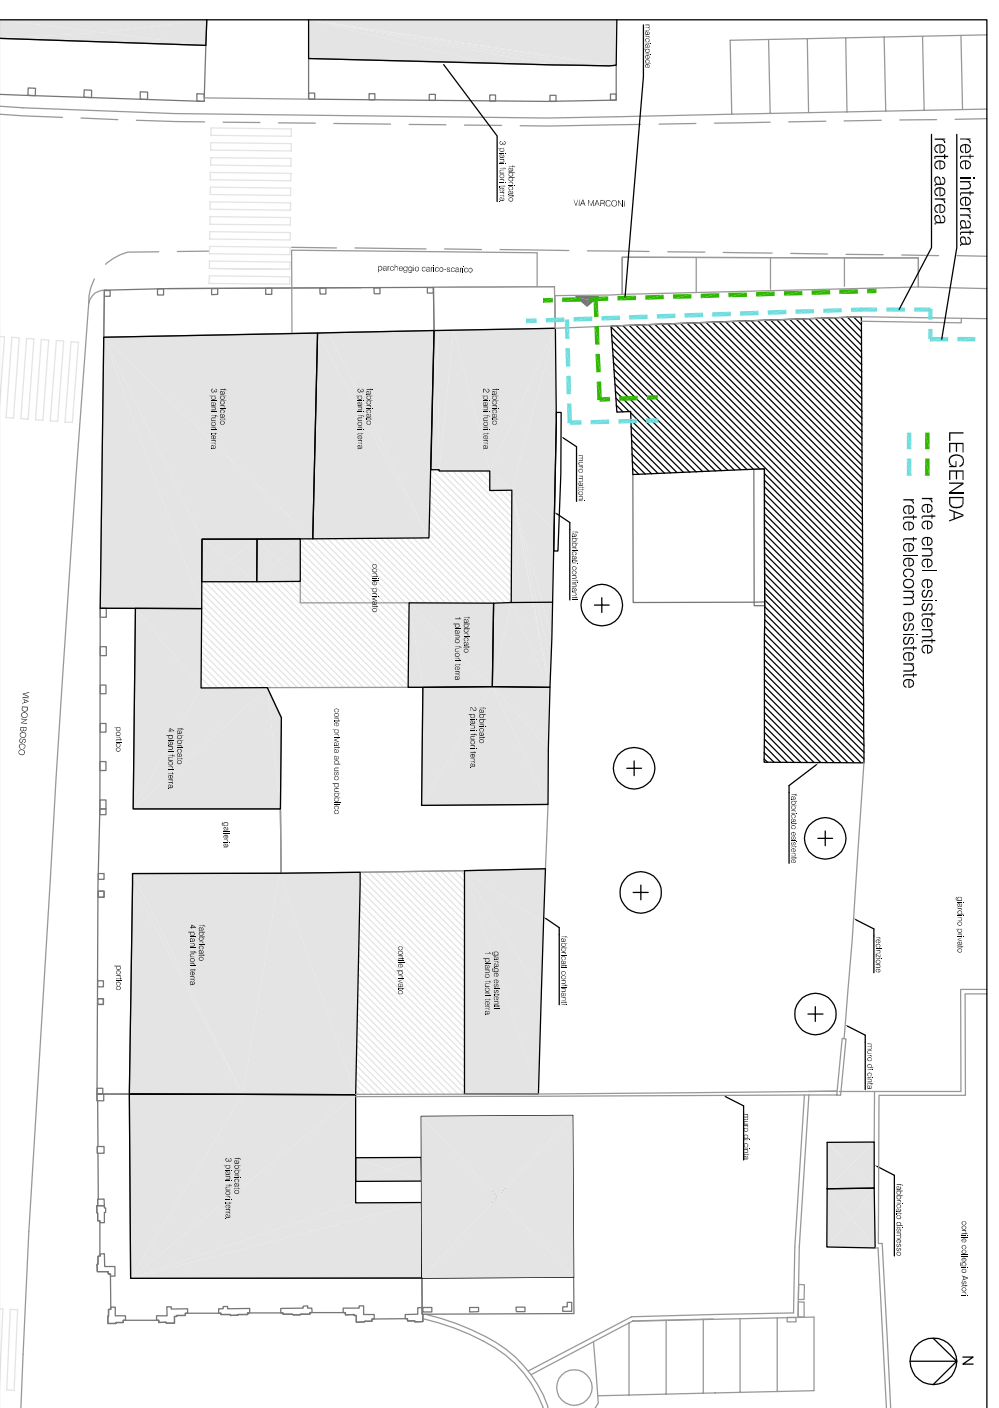 rete interrata
rete aerea
LEGENDA
rete enel esistente
rete telecom esistente
marciapiede
fabbricato
3 piani fuori terra
VIA MARCONI
parcheggio carico-scarico
fabbricato
3 piani fuori terra
fabbricato
3 piani fuori terra
fabbricato
2 piani fuori terra
muro mattoni
fabbricati confinanti
cortile privato
fabbricato
1 piano fuori terra
fabbricato
2 piani fuori terra
corte privata ad uso pubblico
fabbricato
4 piani fuori terra
VIA DON BOSCO
portico
galleria
fabbricato esistente
giardino privato
recinzione
fabbricati confinanti
garage esistenti
1 piano fuori terra
cortile privato
fabbricato
4 piani fuori terra
portico
muro di cinta
muro di cinta
fabbricato
3 piani fuori terra
fabbricato dismesso
cortile collegio Astori
N